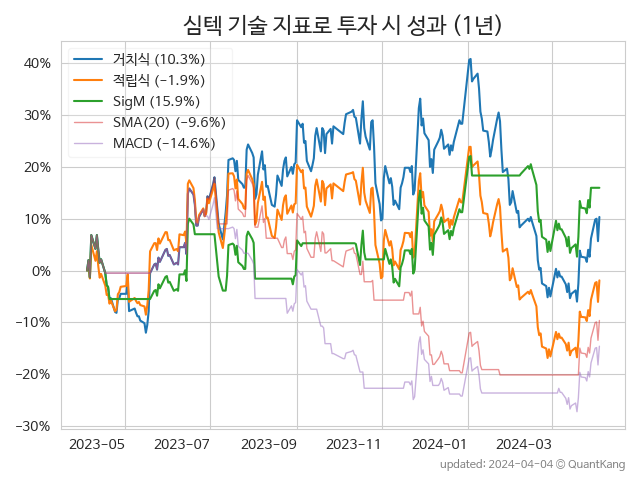 심텍 기술 지표로 투자 시 성과 (1년)
거치식 (10.3%)
적립식 (−1.9%)
SigM (15.9%)
SMA(20) (−9.6%)
MACD (−14.6%)
40%
30%
20%
10%
0%
−10%
−20%
−30%
2023−05 2023−07 2023−09 2023−11 2024−01 2024−03
updated: 2024−04−04 © QuantKang